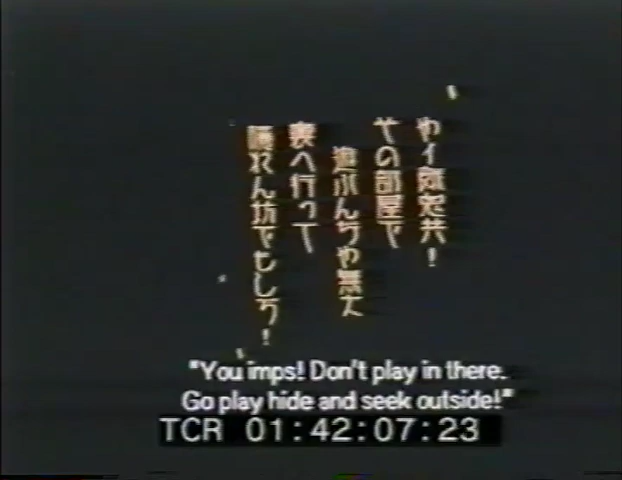 やイ餓鬼共!
その部屋で
遊ぶんぢや無え
裏へ行って
隠れん坊でもしろ!
"You imps! Don't play in there.
Go play hide and seek outside!"
TCR 01:42:07:23